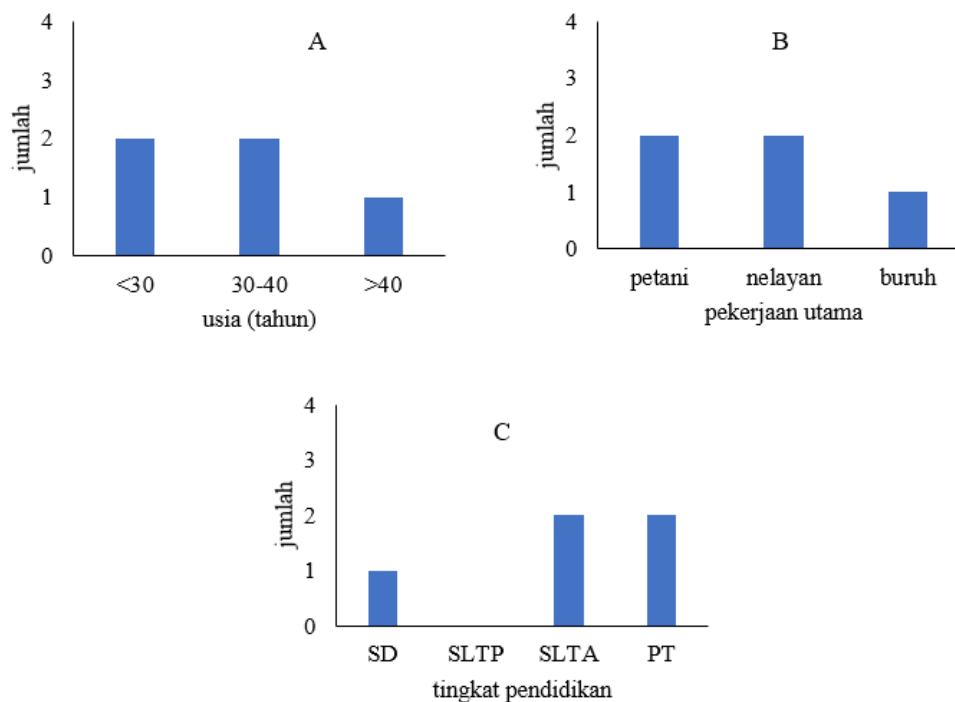 A
jumlah
4
3
2
1
0
<30 30-40 >40
usia (tahun)
B
jumlah
4
3
2
1
0
petani nelayan buruh
pekerjaan utama
C
jumlah
4
3
2
1
0
SD SLTP SLTA PT
tingkat pendidikan